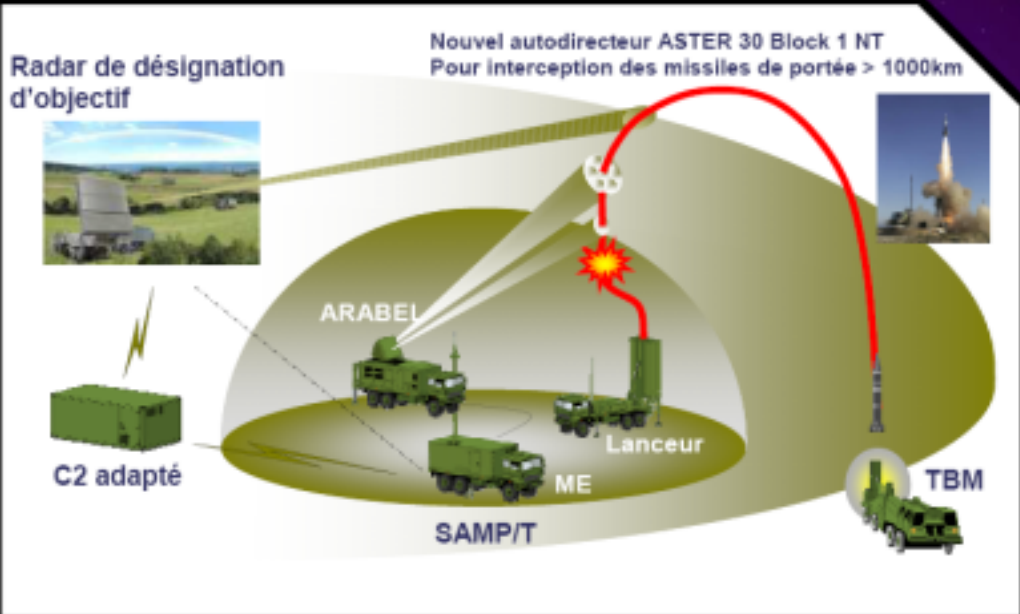 Nouvel autodirecteur ASTER 30 Block 1 NT
Pour interception des missiles de portée > 1000km
Radar de désignation
d'objectif
ARABEL
Lanceur
C2 adapté
ME
TBM
SAMP/T